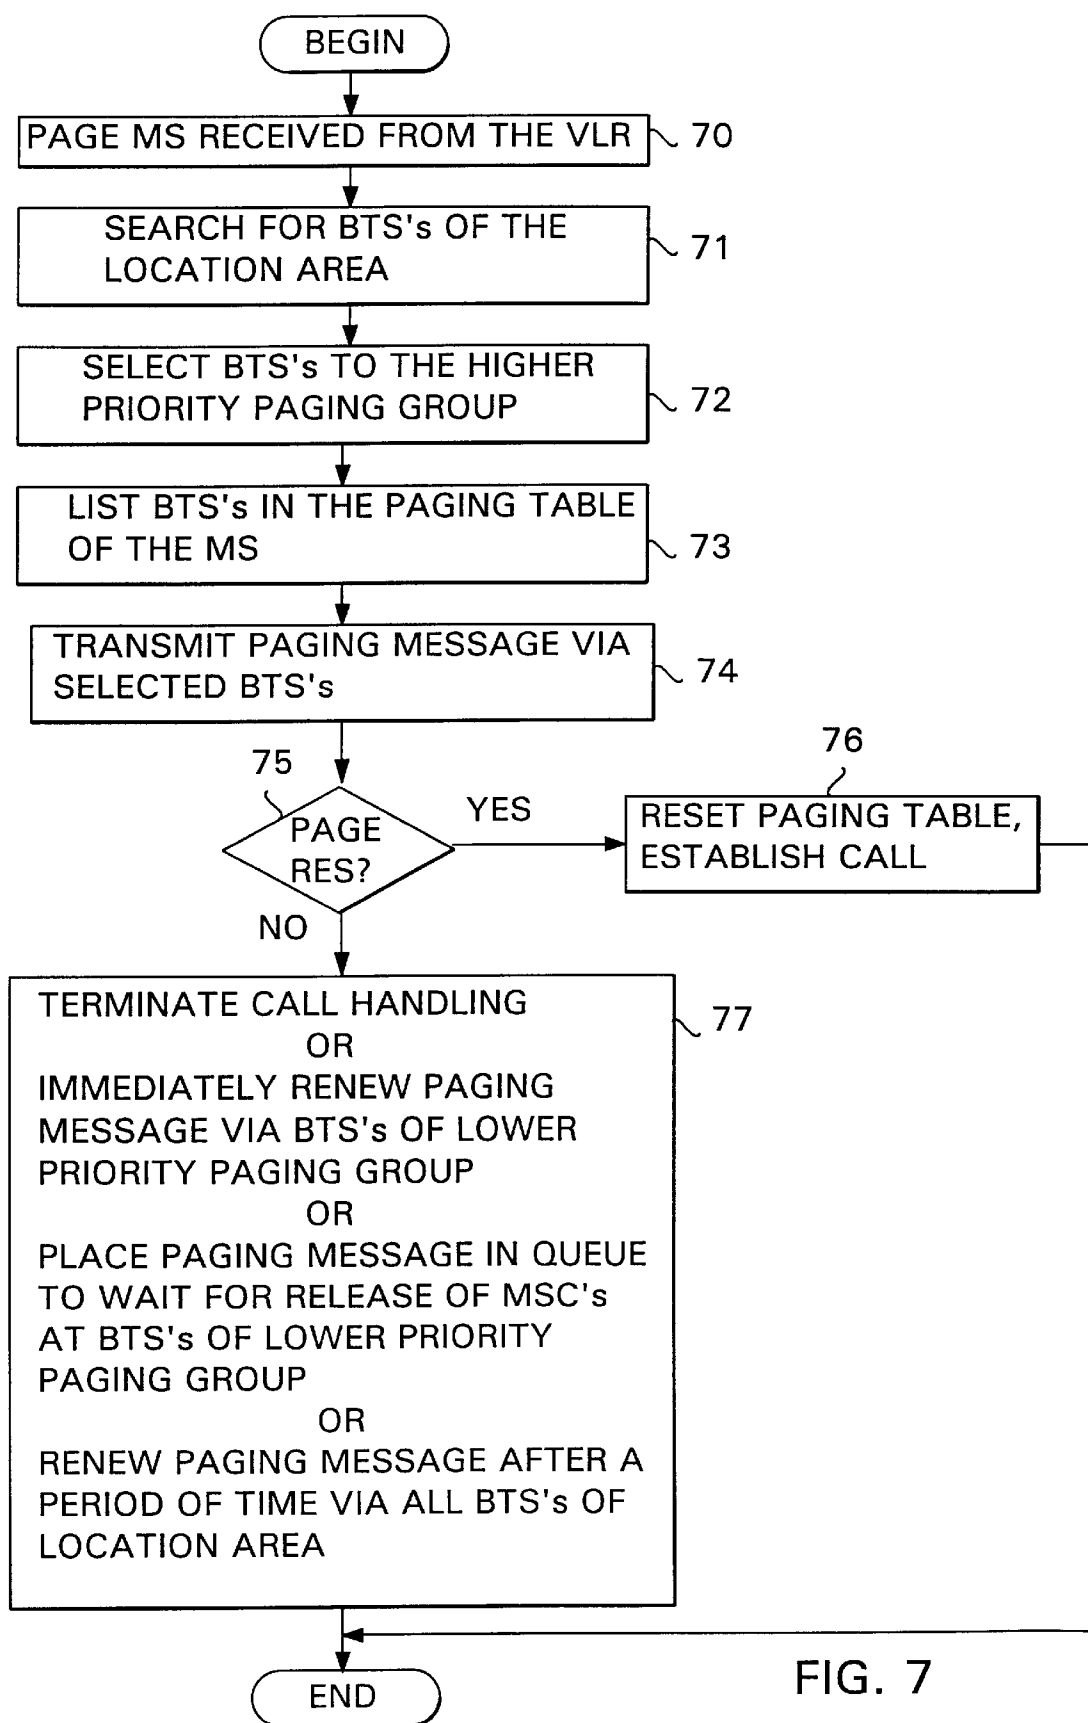 BEGIN
PAGE MS RECEIVED FROM THE VLR
70
SEARCH FOR BTS's OF THE
LOCATION AREA
71
SELECT BTS's TO THE HIGHER
PRIORITY PAGING GROUP
72
LIST BTS's IN THE PAGING TABLE
OF THE MS
73
TRANSMIT PAGING MESSAGE VIA
SELECTED BTS's
74
75
PAGE
RES?
YES
76
RESET PAGING TABLE,
ESTABLISH CALL
NO
TERMINATE CALL HANDLING
OR
IMMEDIATELY RENEW PAGING
MESSAGE VIA BTS's OF LOWER
PRIORITY PAGING GROUP
OR
PLACE PAGING MESSAGE IN QUEUE
TO WAIT FOR RELEASE OF MSC's
AT BTS's OF LOWER PRIORITY
PAGING GROUP
OR
RENEW PAGING MESSAGE AFTER A
PERIOD OF TIME VIA ALL BTS's OF
LOCATION AREA
77
END
FIG. 7